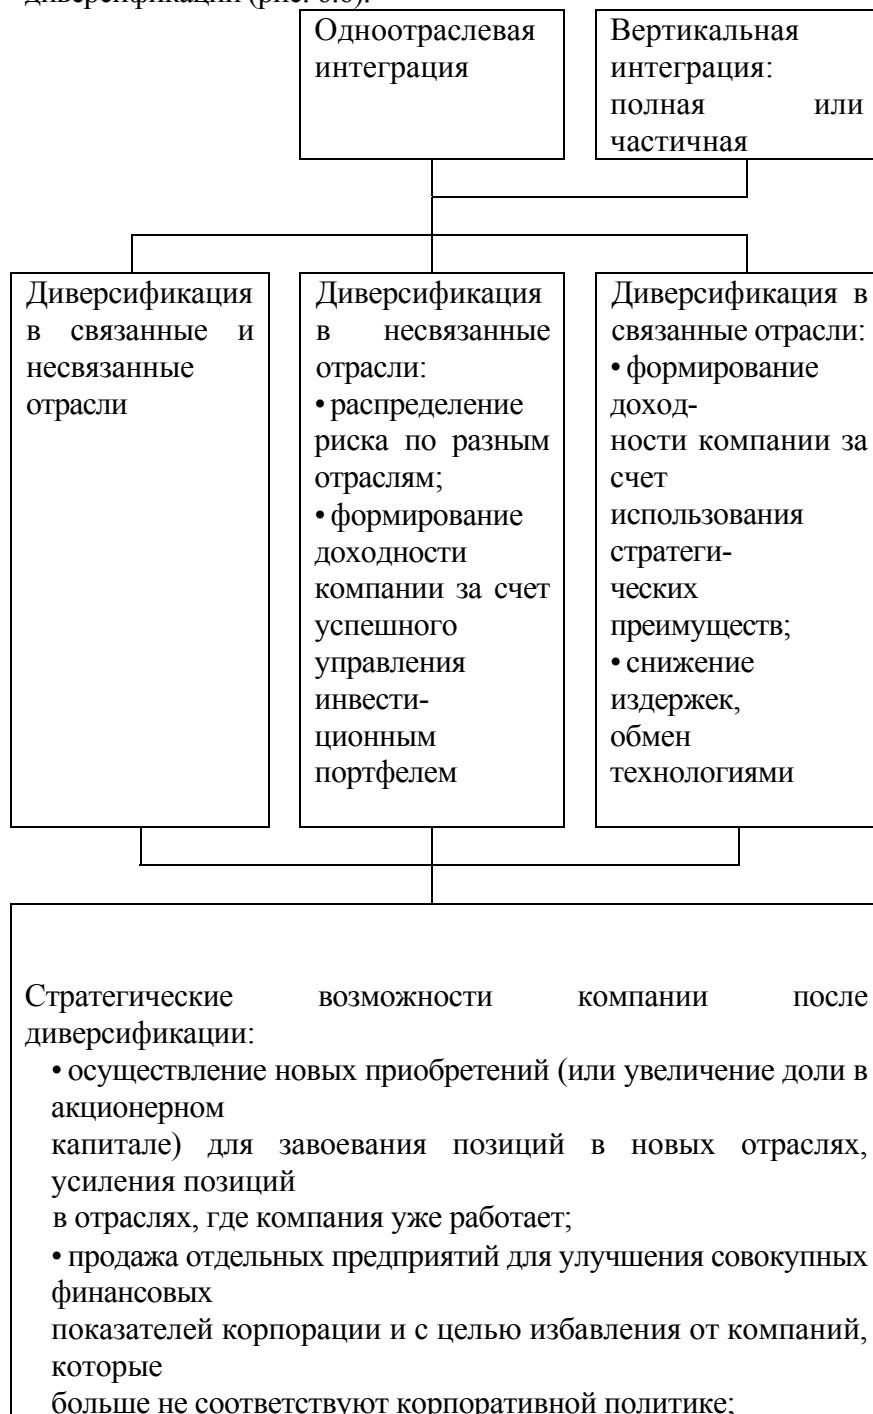 Одноотраслевая
интеграция
Вертикальная
интеграция:
полная или
частичная
Диверсификация
в связанные и
несвязанные
отрасли
Диверсификация
в несвязанные
отрасли:
• распределение
риска по разным
отраслям;
• формирование
доходности
компании за счет
успешного
управления
инвести-
ционным
портфелем
Диверсификация в
связанные отрасли:
• формирование
доход-
ности компании за
счет
использования
стратеги-
ческих
преимуществ;
• снижение
издержек,
обмен
технологиями
Стратегические возможности компании после
диверсификации:
• осуществление новых приобретений (или увеличение доли в
акционерном
капитале) для завоевания позиций в новых отраслях,
усиления позиций
в отраслях, где компания уже работает;
• продажа отдельных предприятий для улучшения совокупных
финансовых
показателей корпорации и с целью избавления от компаний,
которые
больше не соответствуют корпоративной политике;